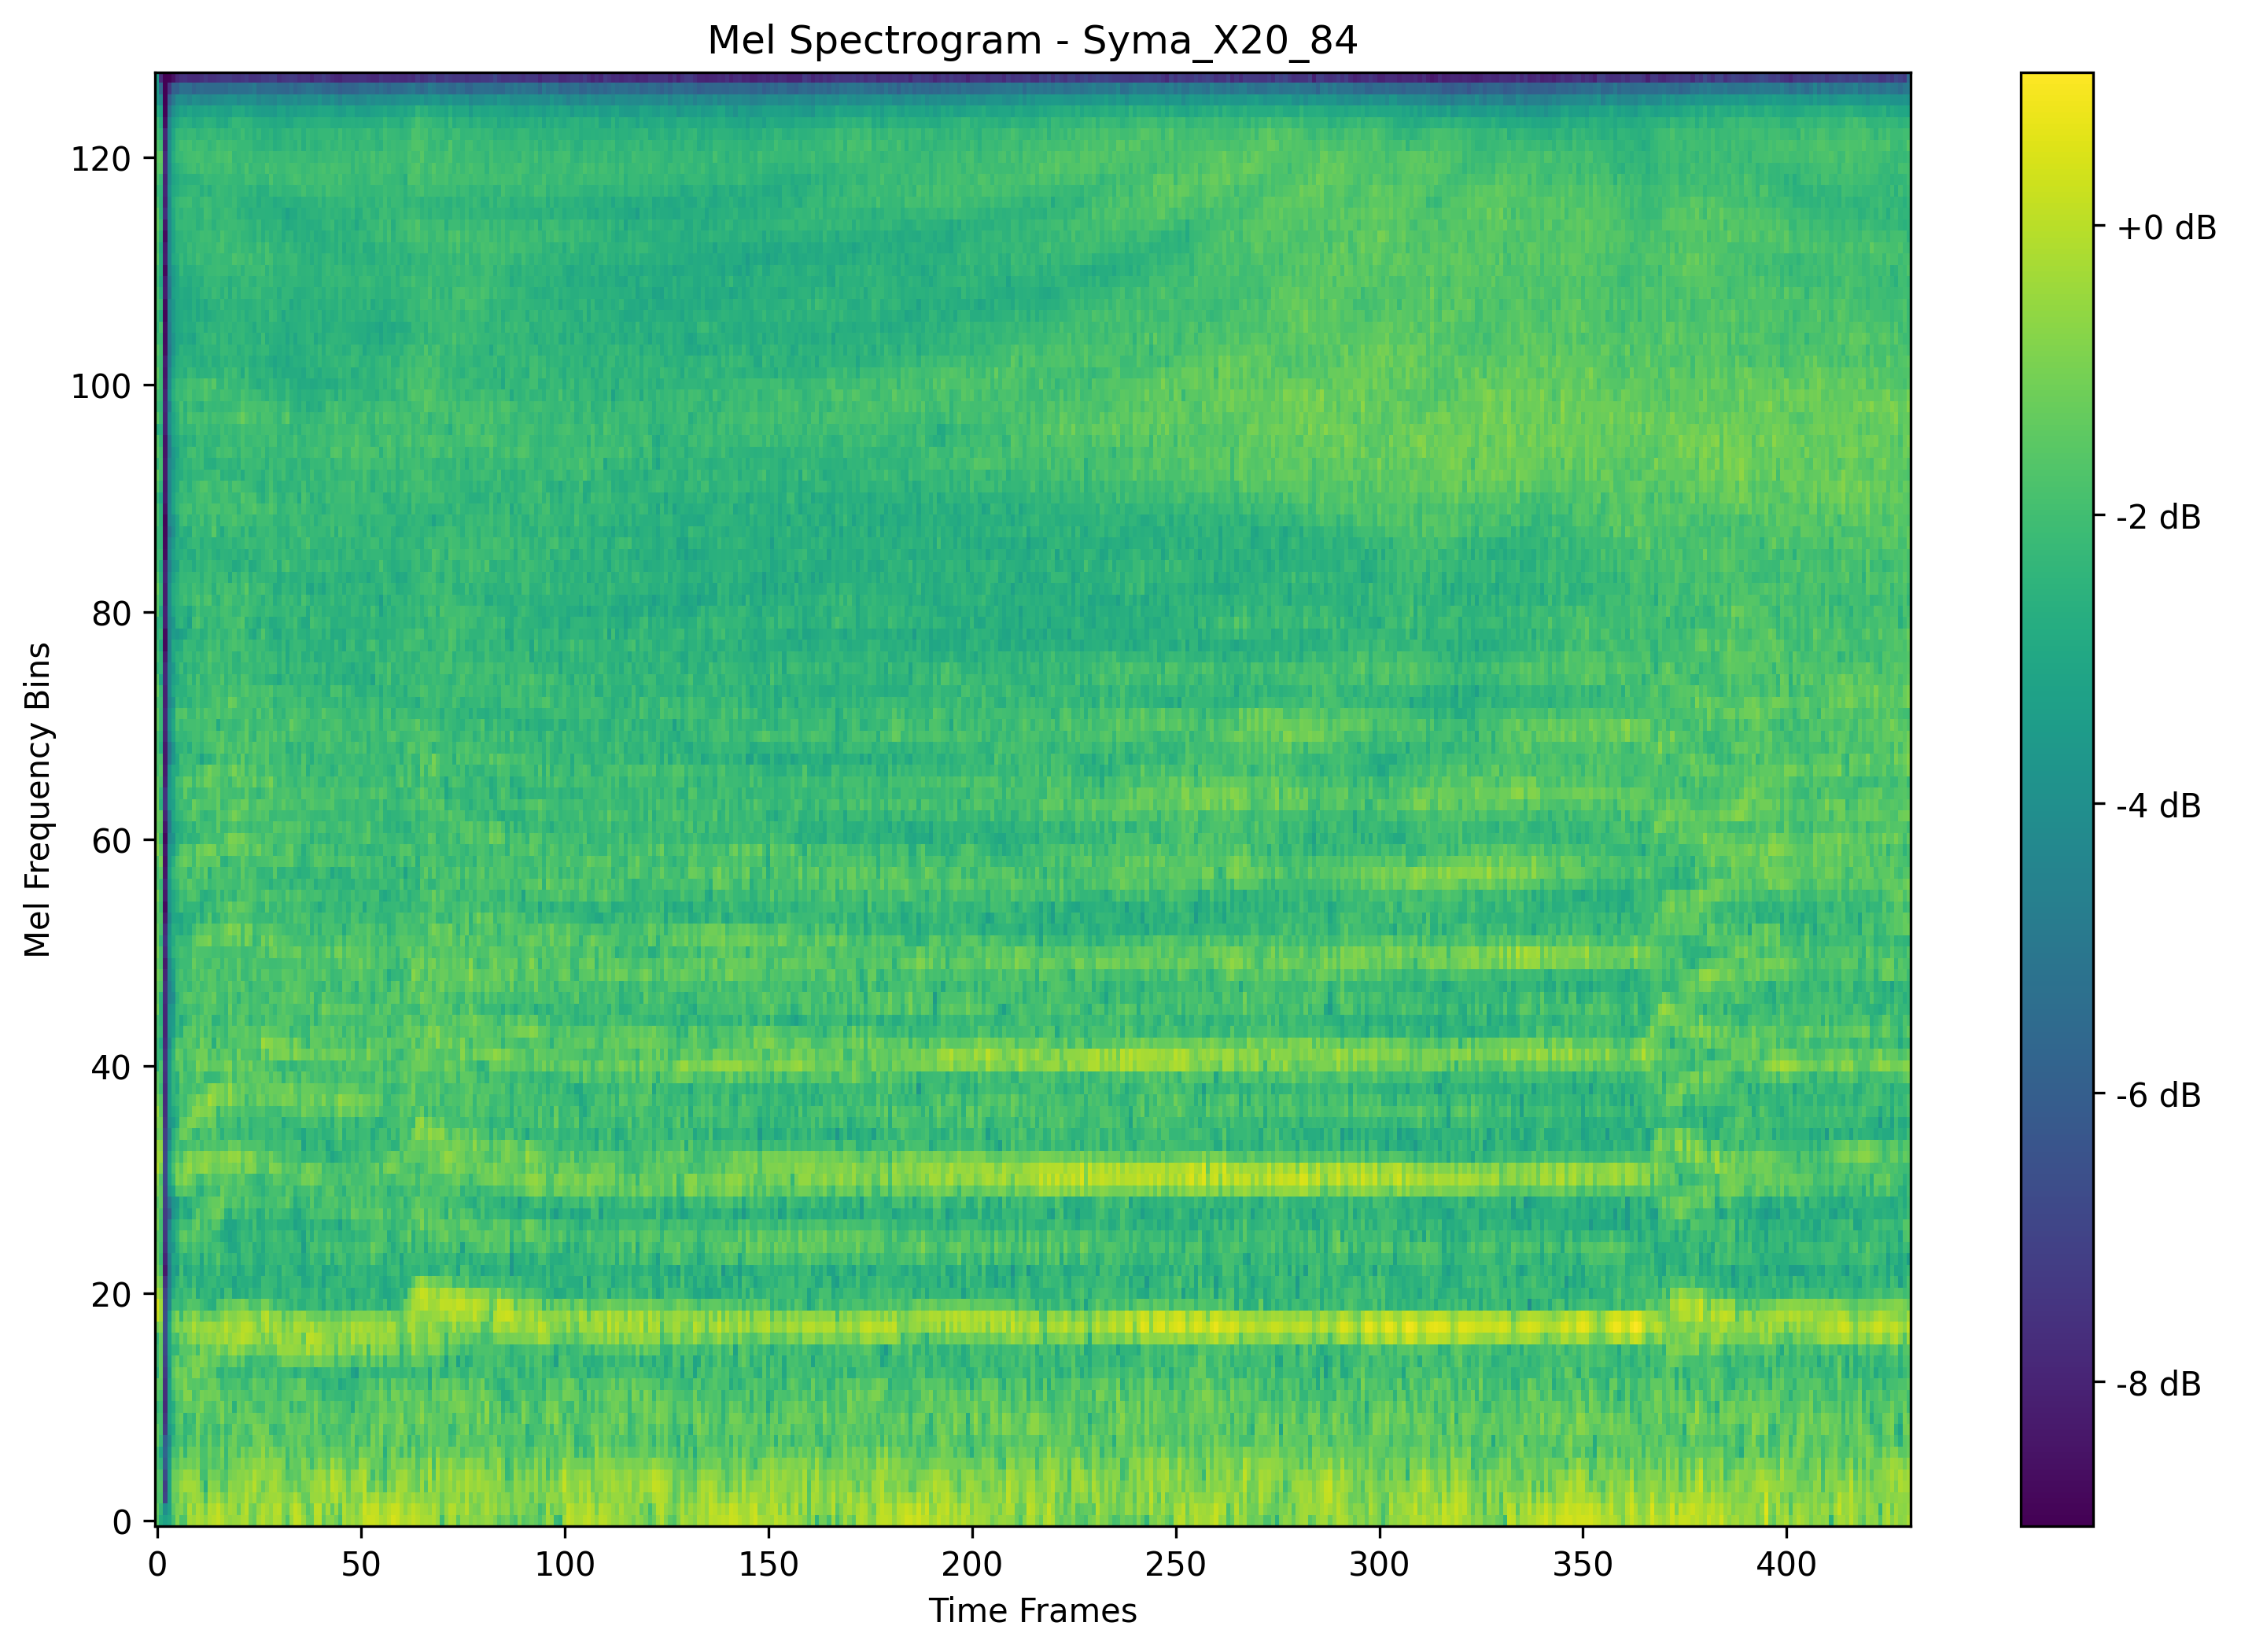 Mel Spectrogram - Syma_X20_84
Mel Frequency Bins
120
100
80
60
40
20
0
0 50 100 150 200 250 300 350 400
Time Frames
+0 dB
-2 dB
-4 dB
-6 dB
-8 dB